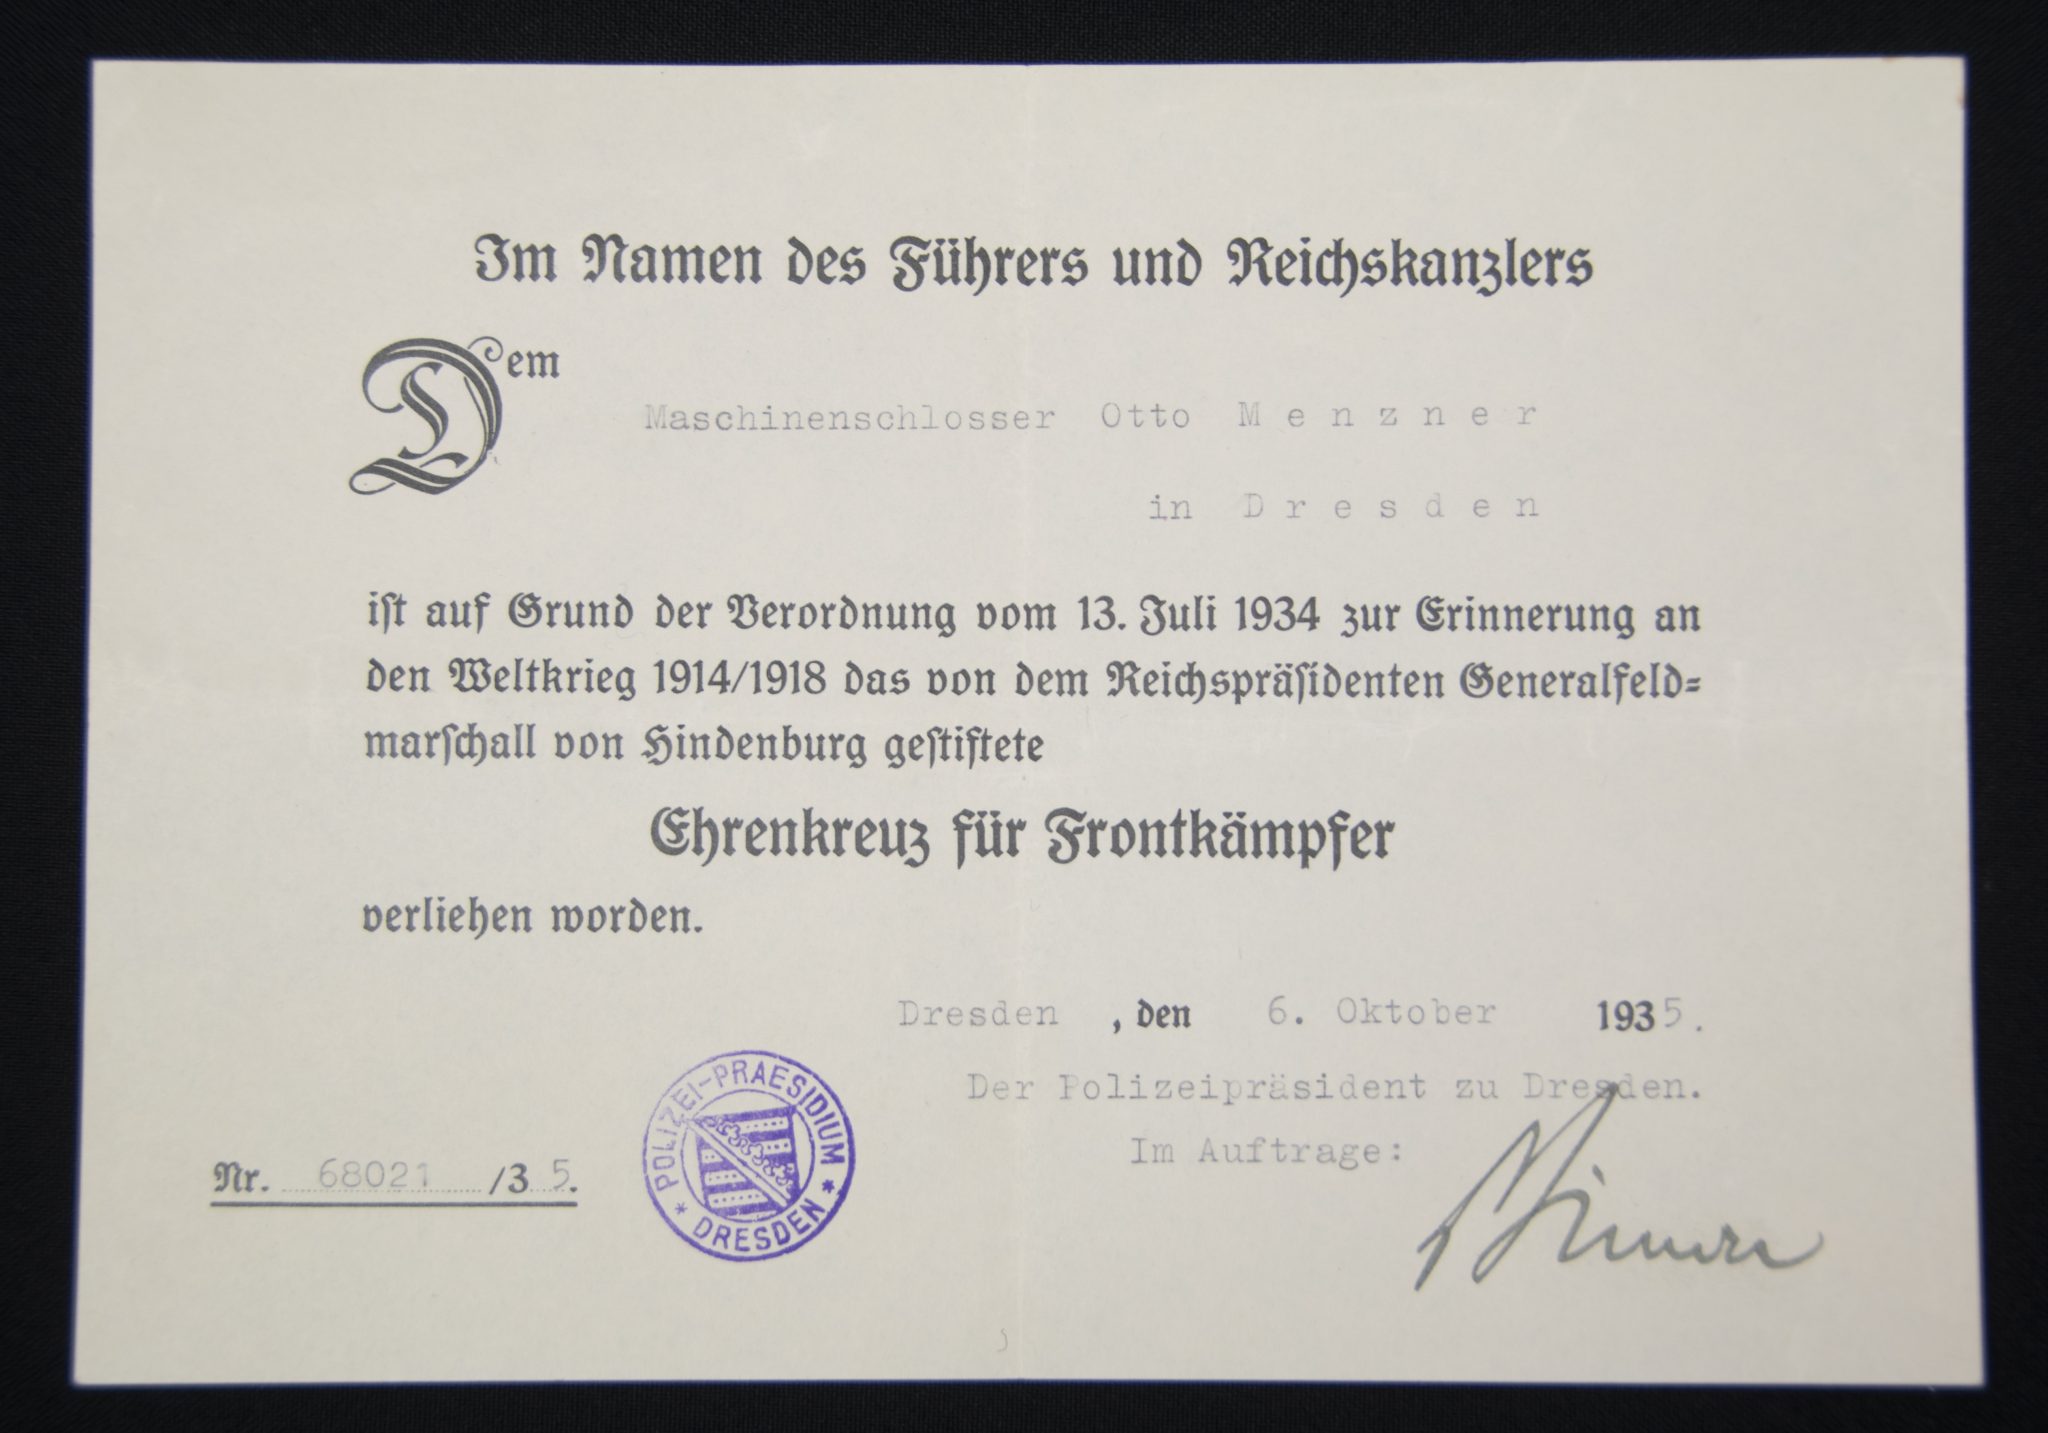 Im Namen des Führers und Reichskanzlers
Dem
Maschinenschlosser Otto Menzner
in Dresden
iſt auf Grund der Verordnung vom 13. Juli 1934 zur Erinnerung an
den Weltkrieg 1914/1918 das von dem Reichspräſidenten Generalfeld-
marſchall von Hindenburg geſtiftete
Ehrenkreuz für Frontkämpfer
verliehen worden.
Dresden, den 6. Oktober 1935.
Der Polizeipräsident zu Dresden.
Im Auftrage:
Nr. 68021/35.
POLIZEI-PRAESIDIUM
* DRESDEN *